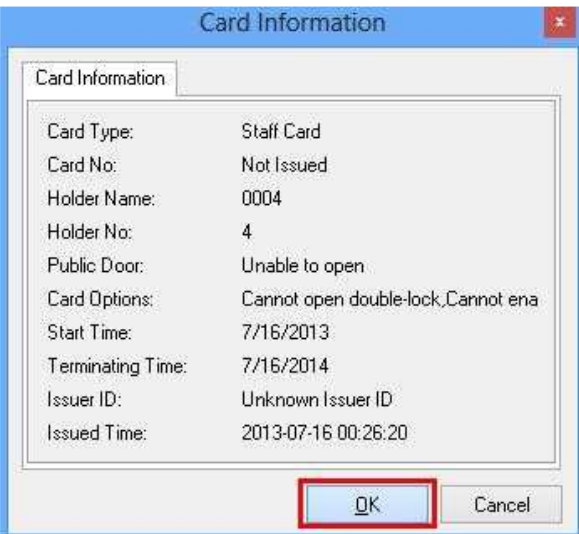 Card Information
x
Card Information
Card Type: Staff Card
Card No: Not Issued
Holder Name: 0004
Holder No: 4
Public Door: Unable to open
Card Options: Cannot open double-lock,Cannot ena
Start Time: 7/16/2013
Terminating Time: 7/16/2014
Issuer ID: Unknown Issuer ID
Issued Time: 2013-07-16 00:26:20
OK Cancel